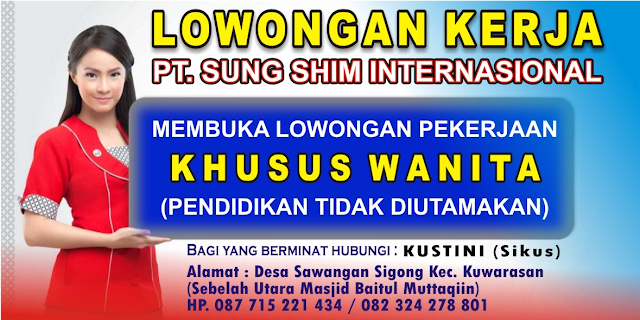 LOWONGAN KERJA
PT. SUNG SHIM INTERNASIONAL
MEMBUKA LOWONGAN PEKERJAAN
KHUSUS WANITA
(PENDIDIKAN TIDAK DIUTAMAKAN)
BAGI YANG BERMINAT HUBUNGI : KUSTINI (Sikus)
Alamat : Desa Sawangan Sigong Kec. Kuwarasan
(Sebelah Utara Masjid Baitul Muttaqiin)
HP. 087 715 221 434 / 082 324 278 801